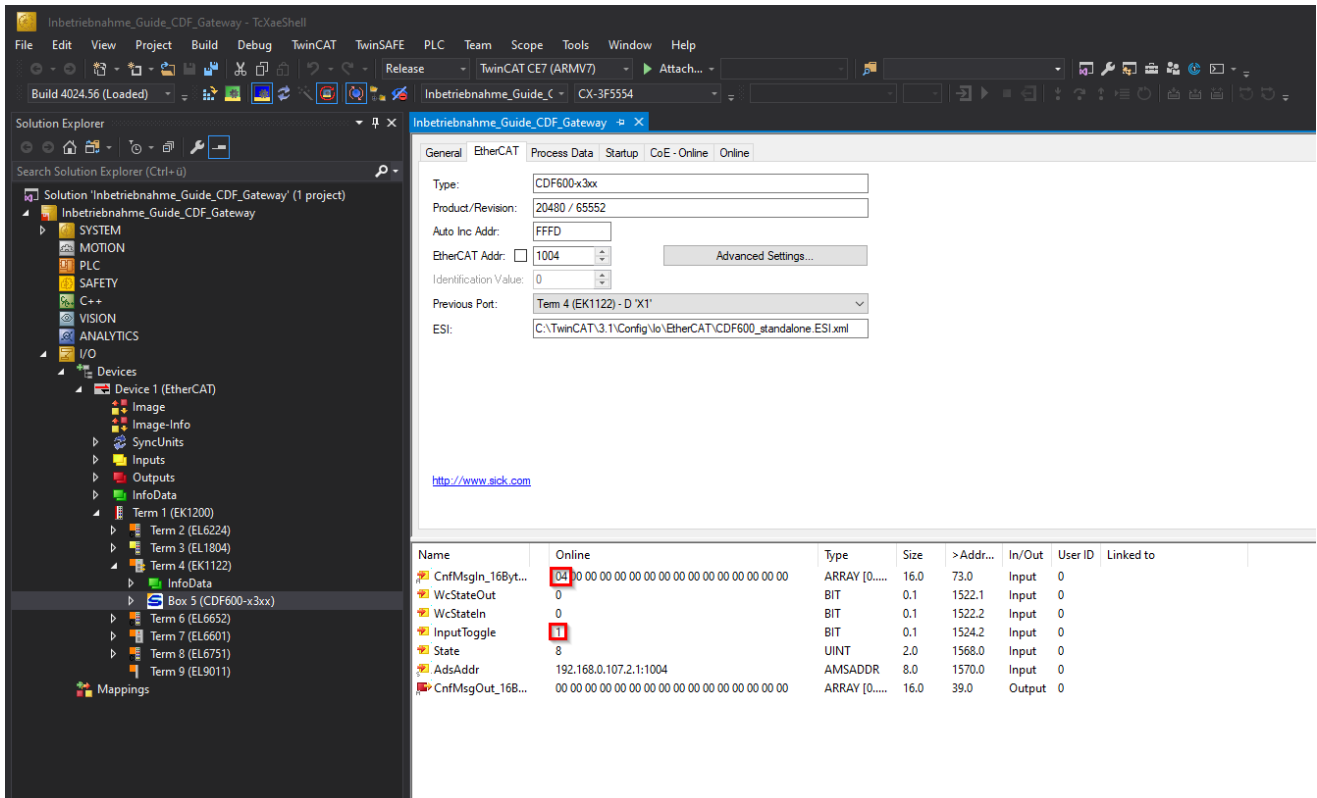 Inbetriebnahme_Guide_CDF_Gateway - TcXaeShell
File Edit View Project Build Debug TwinCAT TwinSAFE PLC Team Scope Tools Window Help
Release TwinCAT CE7 (ARMV7) Attach...
Build 4024.56 (Loaded) Inbetriebnahme_Guide_C CX-3F5554
Solution Explorer
Search Solution Explorer (Ctrl+ü)
Solution 'Inbetriebnahme_Guide_CDF_Gateway' (1 project)
Inbetriebnahme_Guide_CDF_Gateway
SYSTEM
MOTION
PLC
SAFETY
C++
VISION
ANALYTICS
I/O
Devices
Device 1 (EtherCAT)
Image
Image-Info
SyncUnits
Inputs
Outputs
InfoData
Term 1 (EK1200)
Term 2 (EL6224)
Term 3 (EL1804)
Term 4 (EK1122)
InfoData
Box 5 (CDF600-x3xx)
Term 6 (EL6652)
Term 7 (EL6601)
Term 8 (EL6751)
Term 9 (EL9011)
Mappings
Inbetriebnahme_Guide_CDF_Gateway
General EtherCAT Process Data Startup CoE - Online Online
Type: CDF600-x3xx
Product/Revision: 20480 / 65552
Auto Inc Addr: FFFD
EtherCAT Addr: 1004 Advanced Settings...
Identification Value: 0
Previous Port: Term 4 (EK1122) - D 'X1'
ESI: C:\TwinCAT\3.1\Config\Io\EtherCAT\CDF600_standalone.ESI.xml
http://www.sick.com
Name Online Type Size >Addr... In/Out User ID Linked to
CnfMsgIn_16Byt... 04 00 00 00 00 00 00 00 00 00 00 00 00 00 00 00 ARRAY [0..... 16.0 73.0 Input 0
WcStateOut 0 BIT 0.1 1522.1 Input 0
WcStateIn 0 BIT 0.1 1522.2 Input 0
InputToggle 1 BIT 0.1 1524.2 Input 0
State 8 UINT 2.0 1568.0 Input 0
AdsAddr 192.168.0.107.2.1:1004 AMSADDR 8.0 1570.0 Input 0
CnfMsgOut_16B... 00 00 00 00 00 00 00 00 00 00 00 00 00 00 00 00 ARRAY [0..... 16.0 39.0 Output 0